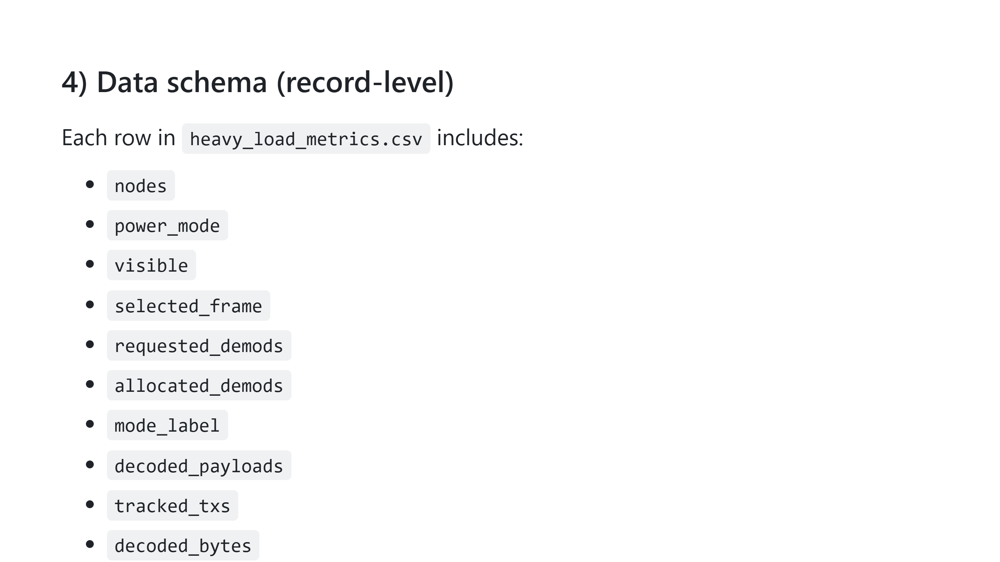 4) Data schema (record-level)
Each row in heavy_load_metrics.csv includes:
• nodes
• power_mode
• visible
• selected_frame
• requested_demods
• allocated_demods
• mode_label
• decoded_payloads
• tracked_txs
• decoded_bytes